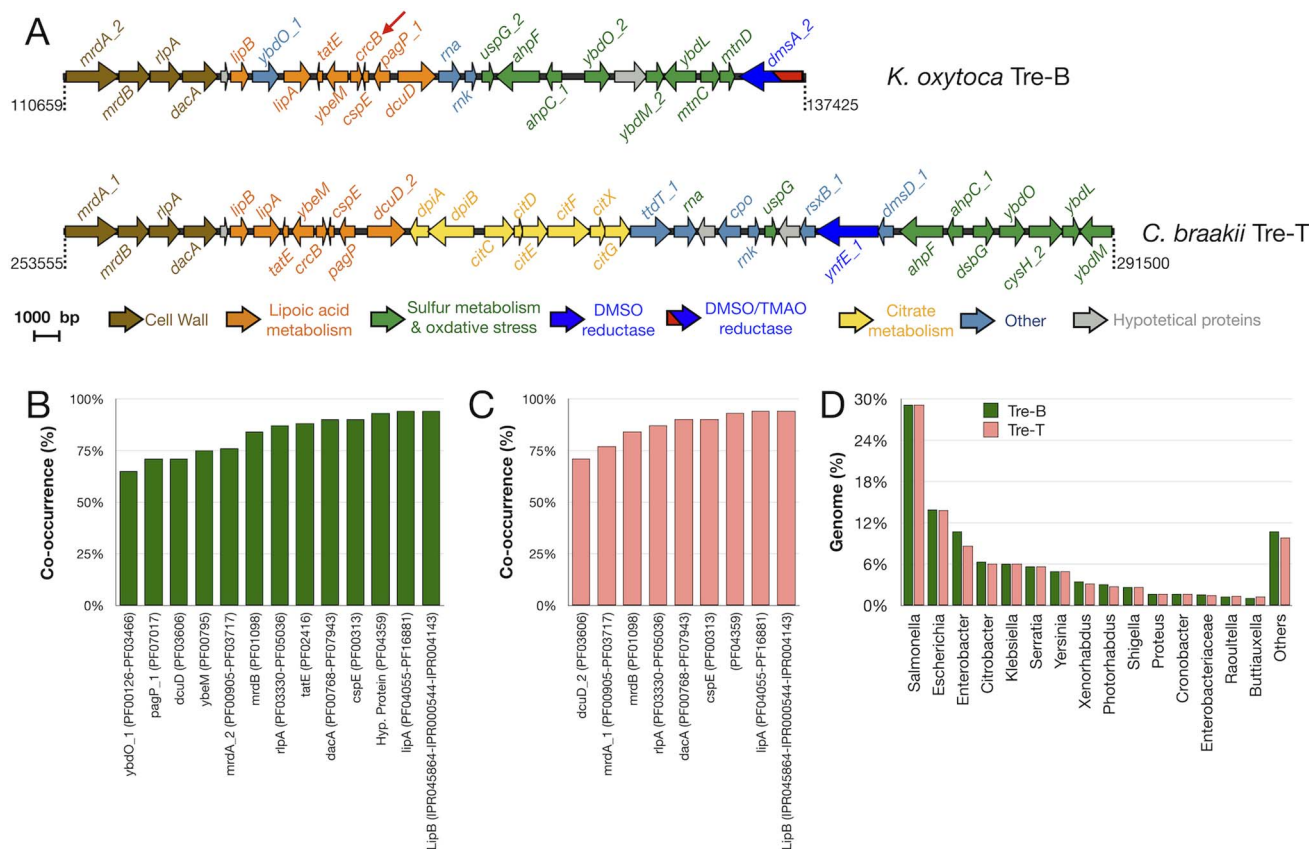 A
mrdA_2 rlpA lipB ybdO_1 tatE crcB pagP_1 rna uspG_2 ahpF ybdO_2 ybdL mtnD dmsA_2
K. oxytoca Tre-B
mrdB dacA lipA ybeM cspE dcuD rnk ahpC_1 ybdM_2 mtnC
110659 137425
mrdA_1 rlpA lipB lipA ybeM cspE dcuD_2 dpiA dpiB citD citF citX ttdT_1 rna cpo uspG rsxB_1 dmsD_1 ahpC_1 ybdO ybdL
C. braakii Tre-T
mrdB dacA tatE crcB pagP citC citE citG rnk ynfE_1 ahpF dsbG cysH_2 ybdM
253555 291500
1000 bp
Cell Wall
Lipoic acid
metabolism
Sulfur metabolism
& oxdative stress
DMSO
reductase
DMSO/TMAO
reductase
Citrate
metabolism
Other
Hypotetical proteins
B
Co-occurrence (%)
100%
75%
50%
25%
0%
ybdO_1 (PF00126-PF03466)
pagP_1 (PF07017)
dcuD (PF03606)
ybeM (PF00795)
mrdA_2 (PF00905-PF03717)
mrdB (PF01098)
rlpA (PF03330-PF05036)
tatE (PF02416)
dacA (PF00768-PF07943)
cspE (PF00313)
Hyp. Protein (PF04359)
lipA (PF04055-PF16881)
LipB (IPR045864-IPR000544-IPR004143)
C
Co-occurrence (%)
100%
75%
50%
25%
0%
dcuD_2 (PF03606)
mrdA_1 (PF00905-PF03717)
mrdB (PF01098)
rlpA (PF03330-PF05036)
dacA (PF00768-PF07943)
cspE (PF00313)
(PF04359)
lipA (PF04055-PF16881)
LipB (IPR045864-IPR000544-IPR004143)
D
Genome (%)
30%
24%
18%
12%
6%
0%
Tre-B
Tre-T
Salmonella
Escherichia
Enterobacter
Citrobacter
Klebsiella
Serratia
Yersinia
Xenorhabdus
Photorhabdus
Shigella
Proteus
Cronobacter
Enterobacteriaceae
Raoultella
Buttiauxella
Others